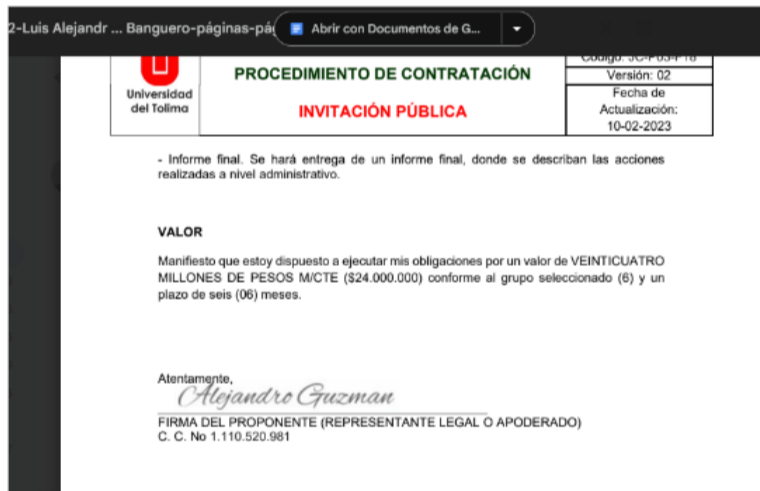 2-Luis Alejandr ... Banguero-páginas-pá
Abrir con Documentos de G...
Universidad
del Tolima
PROCEDIMIENTO DE CONTRATACIÓN
INVITACIÓN PÚBLICA
Código: JC-P03-F18
Versión: 02
Fecha de
Actualización:
10-02-2023
- Informe final. Se hará entrega de un informe final, donde se describan las acciones
realizadas a nivel administrativo.
VALOR
Manifiesto que estoy dispuesto a ejecutar mis obligaciones por un valor de VEINTICUATRO
MILLONES DE PESOS M/CTE ($24.000.000) conforme al grupo seleccionado (6) y un
plazo de seis (06) meses.
Atentamente,
Alejandro Guzman
FIRMA DEL PROPONENTE (REPRESENTANTE LEGAL O APODERADO)
C. C. No 1.110.520.981